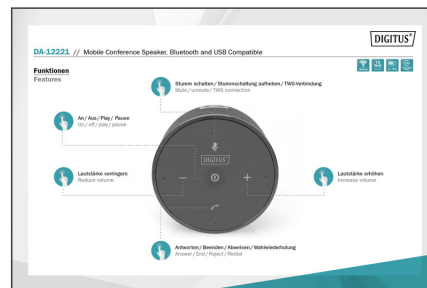 DIGITUS®
DA-12221 // Mobile Conference Speaker, Bluetooth and USB Compatible
Funktionen
Features
Stumm schalten/Stummschaltung aufheben/TWS-Verbindung
Mute/unmute/TWS connection
An/Aus/Play/ Pause
On/off/play/pause
DIGITUS
Lautstärke verringern
Reduce volume
Lautstärke erhöhen
Increase volume
Antworten/Beenden/Abweisen/Wahlwiederholung
Answer/End/Reject/Redial